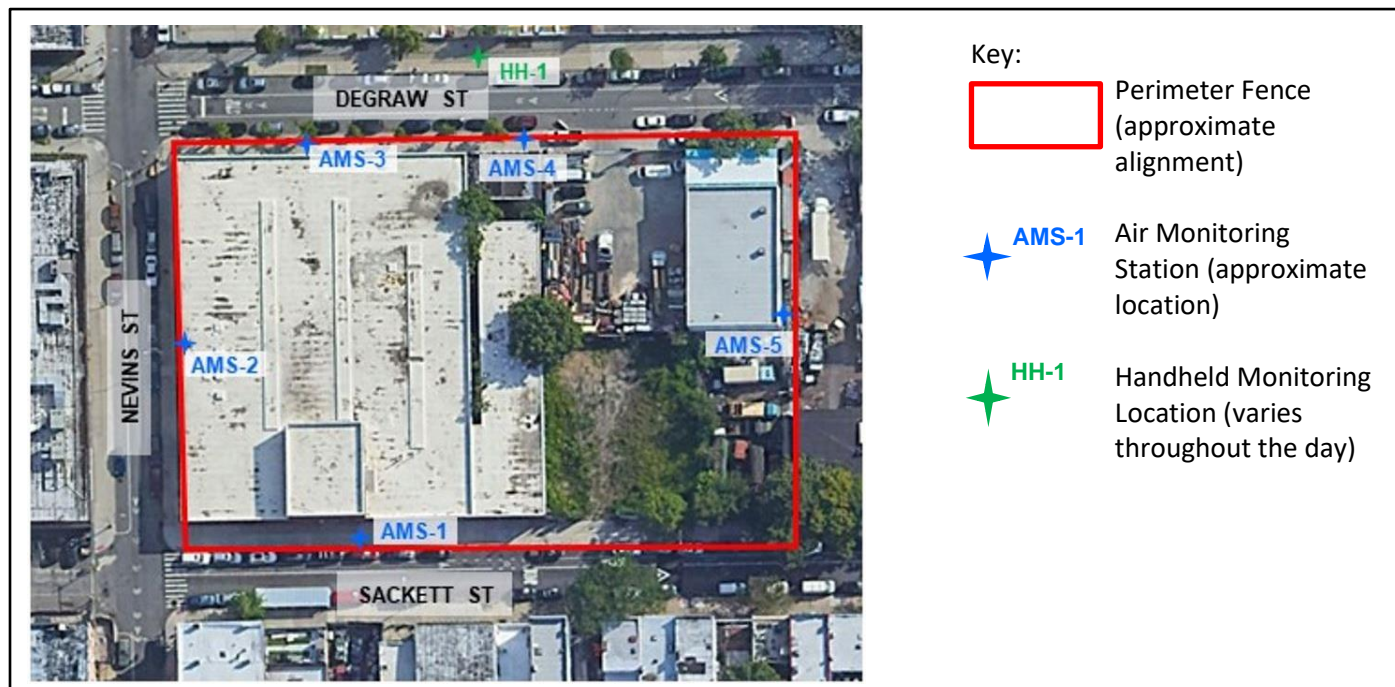 HH-1
DEGRAW ST
AMS-3
AMS-4
NEVINS ST
AMS-2
AMS-5
AMS-1
SACKETT ST
Key:
Perimeter Fence
(approximate
alignment)
AMS-1
Air Monitoring
Station (approximate
location)
HH-1
Handheld Monitoring
Location (varies
throughout the day)